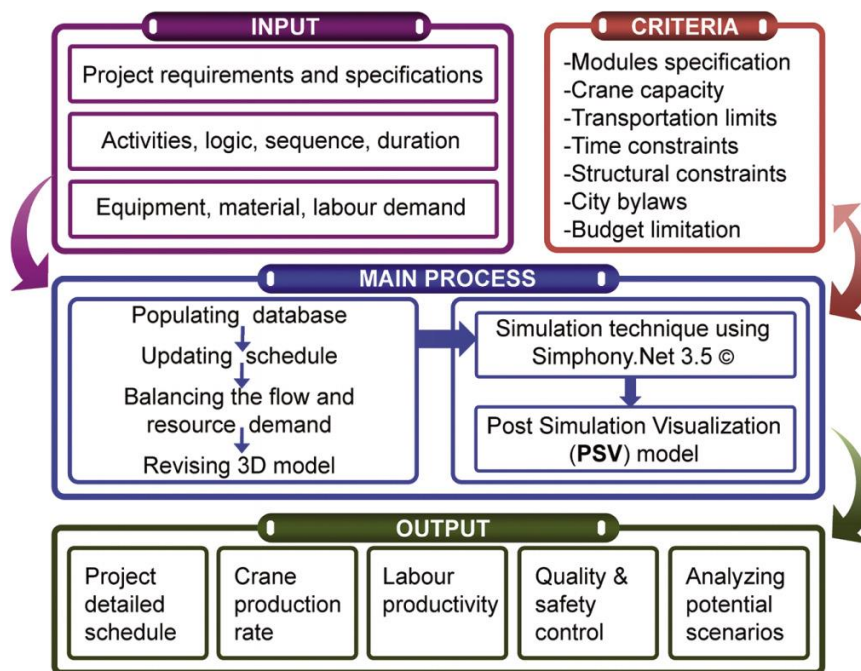 INPUT
Project requirements and specifications
Activities, logic, sequence, duration
Equipment, material, labour demand
CRITERIA
-Modules specification
-Crane capacity
-Transportation limits
-Time constraints
-Structural constraints
-City bylaws
-Budget limitation
MAIN PROCESS
Populating database
Updating schedule
Balancing the flow and
resource demand
Revising 3D model
Simulation technique using
Simphony.Net 3.5 ©
Post Simulation Visualization
(PSV) model
OUTPUT
Project
detailed
schedule
Crane
production
rate
Labour
productivity
Quality &
safety
control
Analyzing
potential
scenarios